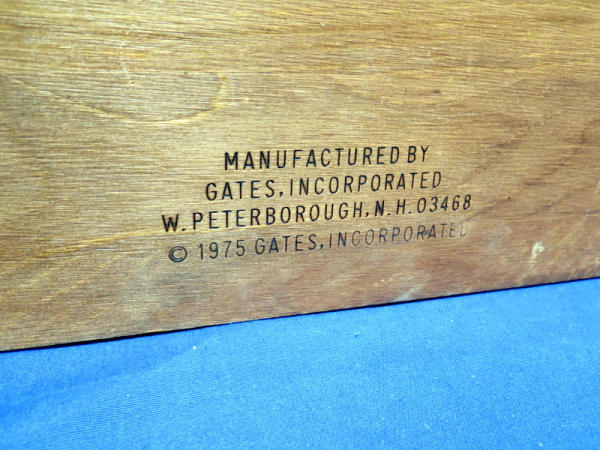 MANUFACTURED BY
GATES, INCORPORATED
W. PETERBOROUGH, N.H. 03468
© 1975 GATES, INCORPORATED